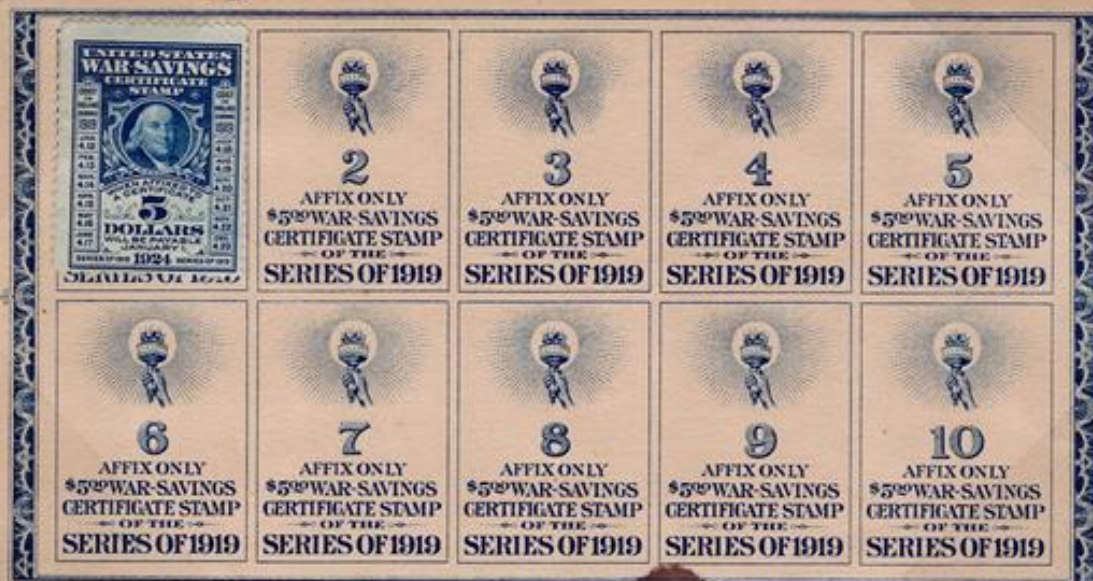 UNITED STATES
WAR SAVINGS
CERTIFICATE
STAMP
WHEN AFFIXED TO
A CERTIFICATE
5
DOLLARS
WILL BE PAYABLE
JANUARY 1
1924
2
AFFIX ONLY
$5.00 WAR-SAVINGS
CERTIFICATE STAMP
OF THE
SERIES OF 1919
3
AFFIX ONLY
$5.00 WAR-SAVINGS
CERTIFICATE STAMP
OF THE
SERIES OF 1919
4
AFFIX ONLY
$5.00 WAR-SAVINGS
CERTIFICATE STAMP
OF THE
SERIES OF 1919
5
AFFIX ONLY
$5.00 WAR-SAVINGS
CERTIFICATE STAMP
OF THE
SERIES OF 1919
6
AFFIX ONLY
$5.00 WAR-SAVINGS
CERTIFICATE STAMP
OF THE
SERIES OF 1919
7
AFFIX ONLY
$5.00 WAR-SAVINGS
CERTIFICATE STAMP
OF THE
SERIES OF 1919
8
AFFIX ONLY
$5.00 WAR-SAVINGS
CERTIFICATE STAMP
OF THE
SERIES OF 1919
9
AFFIX ONLY
$5.00 WAR-SAVINGS
CERTIFICATE STAMP
OF THE
SERIES OF 1919
10
AFFIX ONLY
$5.00 WAR-SAVINGS
CERTIFICATE STAMP
OF THE
SERIES OF 1919